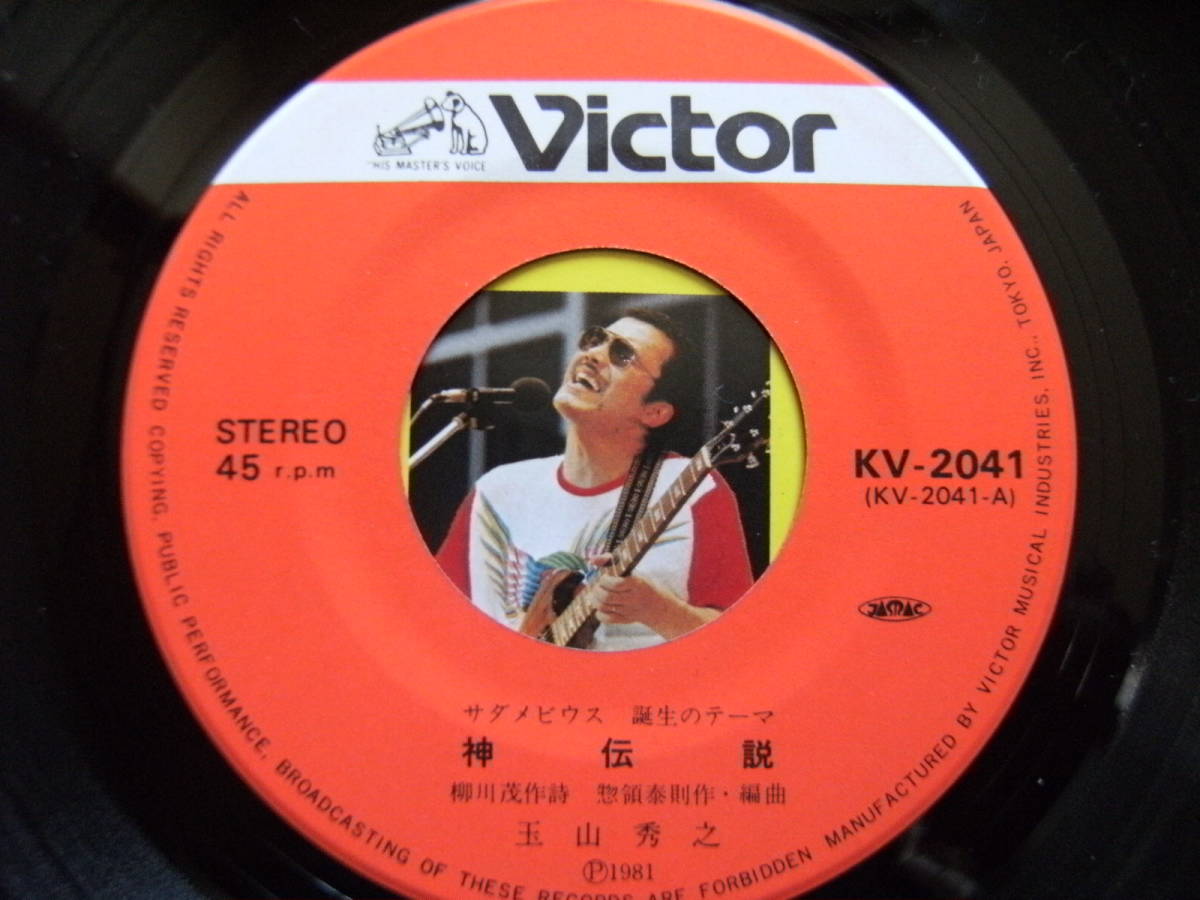 "HIS MASTER'S VOICE"
Victor
STEREO
45 r.p.m
KV-2041
(KV-2041-A)
JASRAC
サダメビウス 誕生のテーマ
神 伝 説
柳川茂作詩 惣領泰則作・編曲
玉山秀之
Ⓟ1981
ALL RIGHTS RESERVED COPYING, PUBLIC PERFORMANCE, BROADCASTING OF THESE RECORDS ARE FORBIDDEN MANUFACTURED BY VICTOR MUSICAL INDUSTRIES, INC., TOKYO, JAPAN